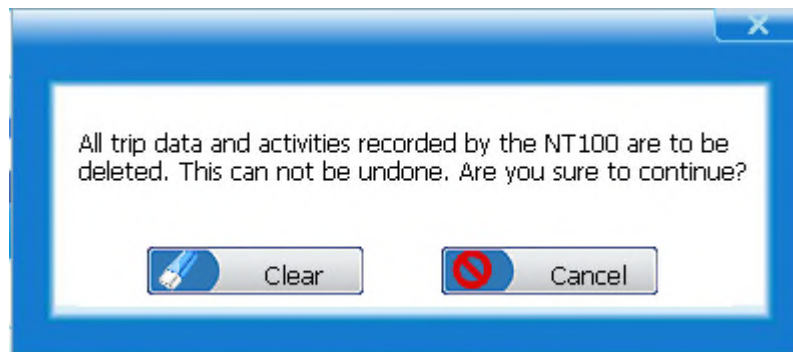 All trip data and activities recorded by the NT100 are to be
deleted. This can not be undone. Are you sure to continue?
Clear
Cancel